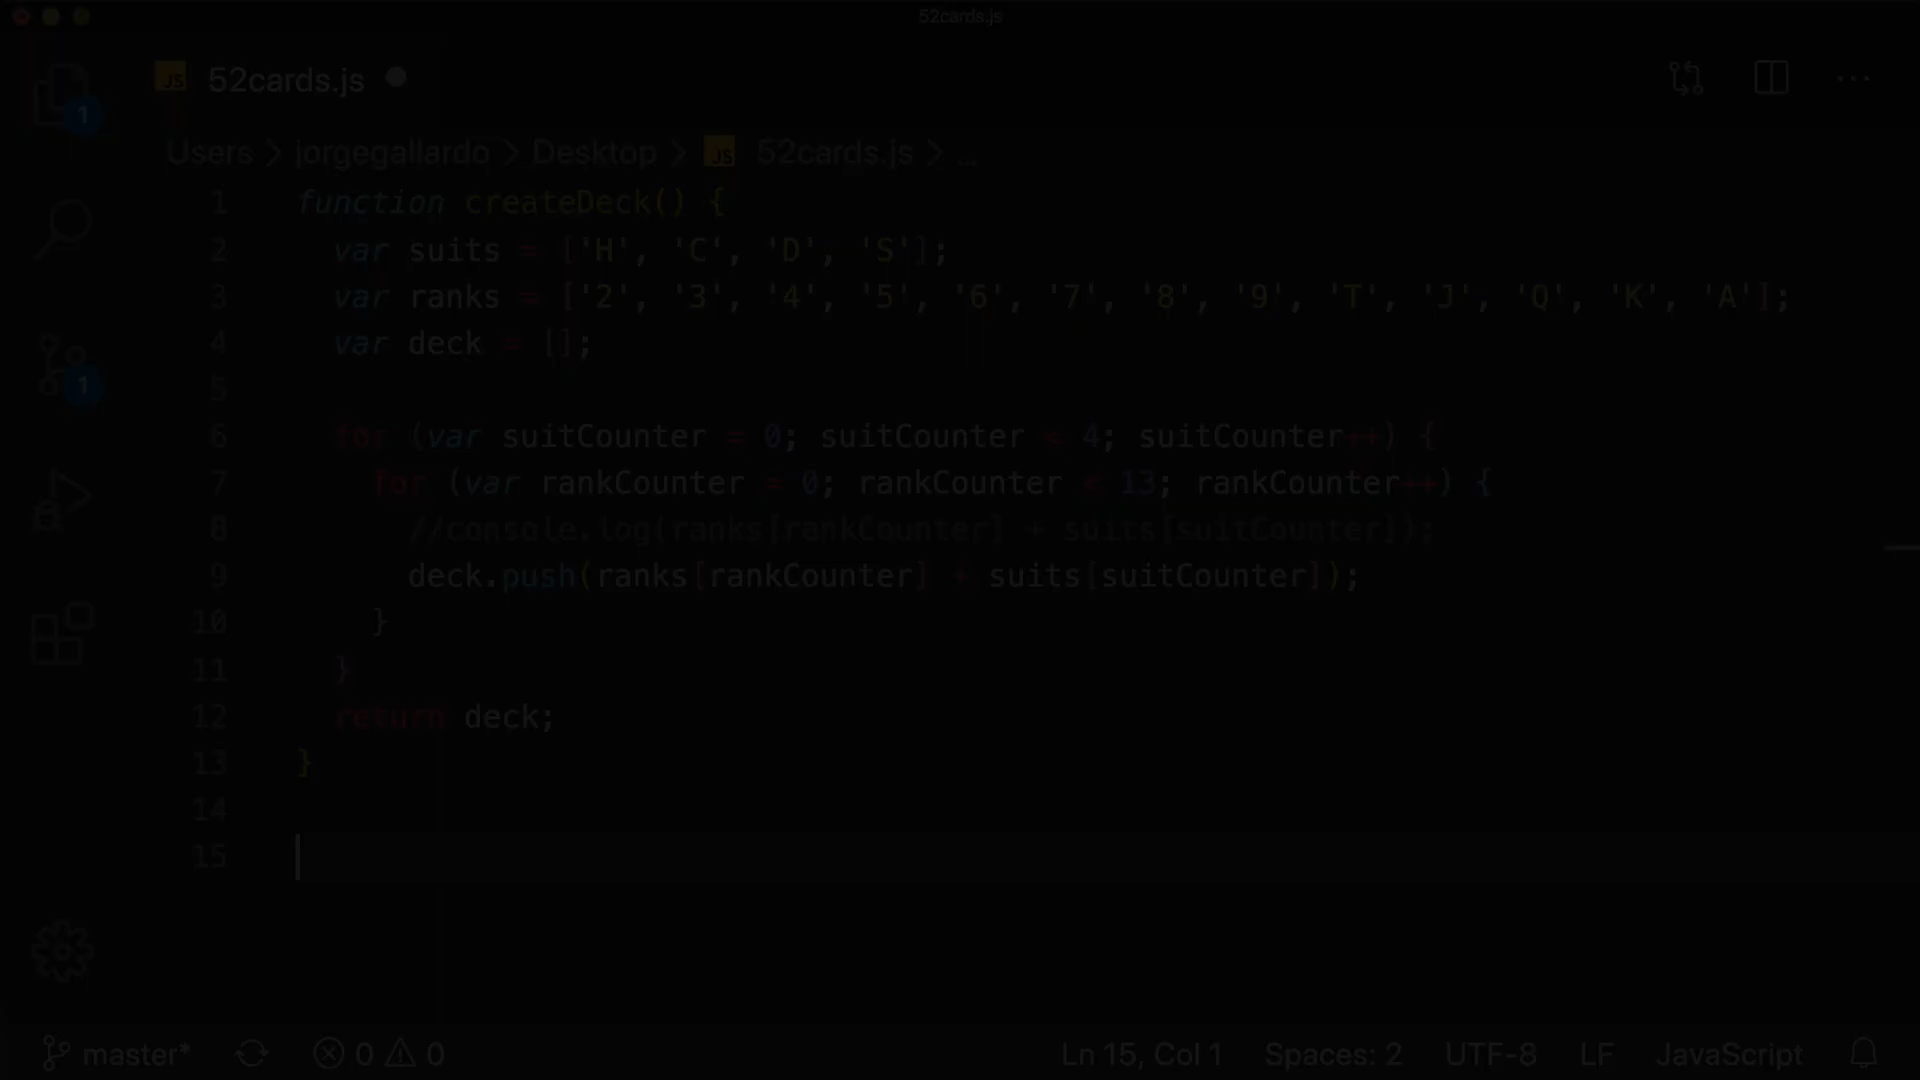 52cards.js
JS 52cards.js
1
Users > jorgegallardo > Desktop > JS 52cards.js > ...
1 function createDeck() {
2 var suits = ['H', 'C', 'D', 'S'];
3 var ranks = ['2', '3', '4', '5', '6', '7', '8', '9', 'T', 'J', 'Q', 'K', 'A'];
4 var deck = [];
1
5
6 for (var suitCounter = 0; suitCounter < 4; suitCounter++) {
7 for (var rankCounter = 0; rankCounter < 13; rankCounter++) {
8 //console.log(ranks[rankCounter] + suits[suitCounter]);
9 deck.push(ranks[rankCounter] + suits[suitCounter]);
10 }
11 }
12 return deck;
13 }
14
15
master* 0 0 Ln 15, Col 1 Spaces: 2 UTF-8 LF JavaScript